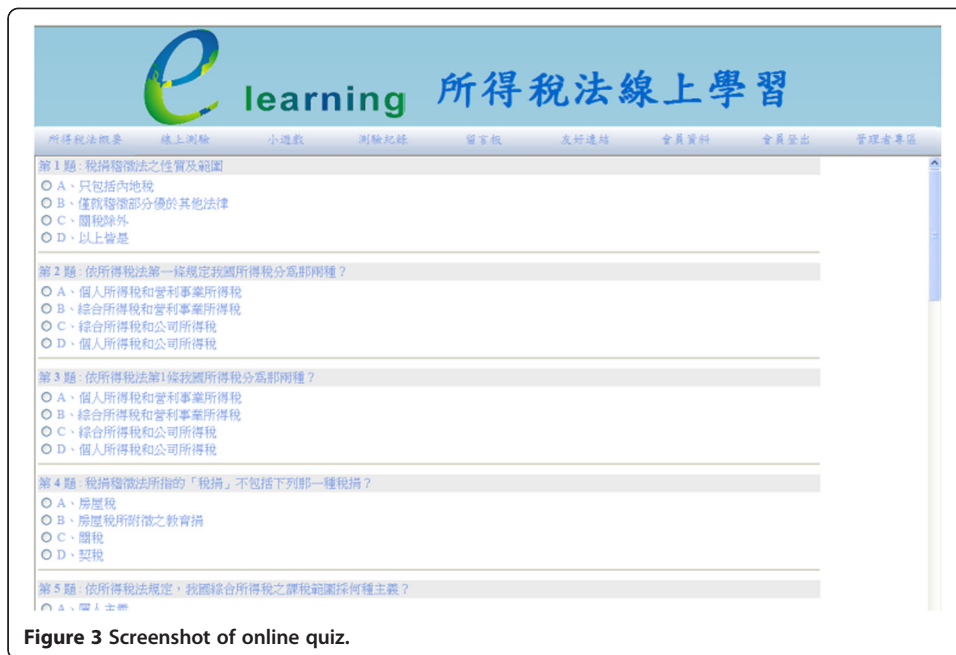 e learning 所得稅法線上學習
所得稅法概要 線上測驗 小遊戲 測驗紀錄 留言板 友好連結 會員資料 會員登出 管理者專區
第 1 題 : 稅捐稽徵法之性質及範圍
A、只包括內地稅
B、僅就稽徵部分優於其他法律
C、關稅除外
D、以上皆是
第 2 題 : 依所得稅法第一條規定我國所得稅分為那兩種？
A、個人所得稅和營利事業所得稅
B、綜合所得稅和營利事業所得稅
C、綜合所得稅和公司所得稅
D、個人所得稅和公司所得稅
第 3 題 : 依所得稅法第1條我國所得稅分為那兩種？
A、個人所得稅和營利事業所得稅
B、綜合所得稅和營利事業所得稅
C、綜合所得稅和公司所得稅
D、個人所得稅和公司所得稅
第 4 題 : 稅捐稽徵法所指的「稅捐」不包括下列那一種稅捐？
A、房屋稅
B、房屋稅所附徵之教育捐
C、關稅
D、契稅
第 5 題 : 依所得稅法規定，我國綜合所得稅之課稅範圍採何種主義？
A、屬人主義
Figure 3 Screenshot of online quiz.